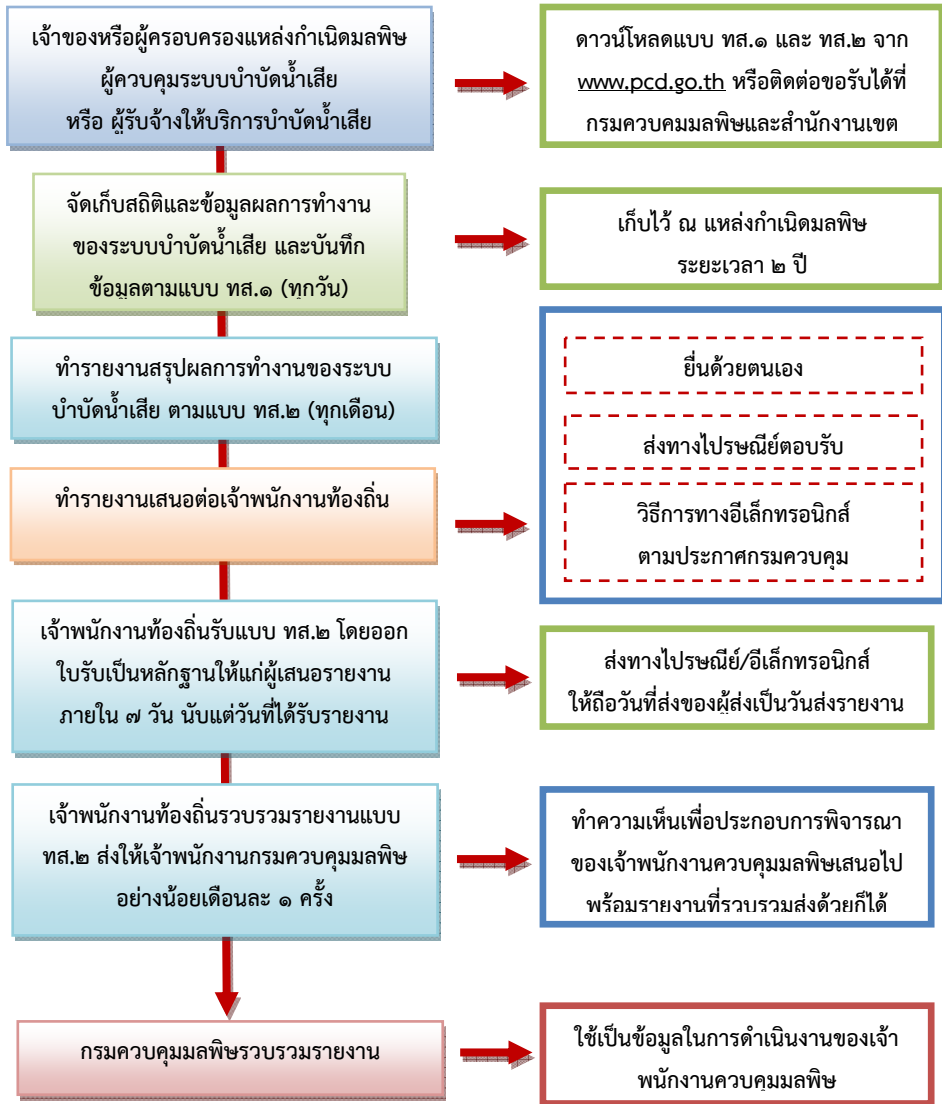 เจ้าของหรือผู้ครอบครองแหล่งกำเนิดมลพิษ
ผู้ควบคุมระบบบำบัดน้ำเสีย
หรือ ผู้รับจ้างให้บริการบำบัดน้ำเสีย
ดาวน์โหลดแบบ ทส.๑ และ ทส.๒ จาก
www.pcd.go.th หรือติดต่อขอรับได้ที่
กรมควบคมมลพิษและสำนักงานเขต
จัดเก็บสถิติและข้อมูลผลการทำงาน
ของระบบบำบัดน้ำเสีย และบันทึก
ข้อมูลตามแบบ ทส.๑ (ทุกวัน)
เก็บไว้ ณ แหล่งกำเนิดมลพิษ
ระยะเวลา ๒ ปี
ทำรายงานสรุปผลการทำงานของระบบ
บำบัดน้ำเสีย ตามแบบ ทส.๒ (ทุกเดือน)
ทำรายงานเสนอต่อเจ้าพนักงานท้องถิ่น
ยื่นด้วยตนเอง
ส่งทางไปรษณีย์ตอบรับ
วิธีการทางอีเล็กทรอนิกส์
ตามประกาศกรมควบคุม
เจ้าพนักงานท้องถิ่นรับแบบ ทส.๒ โดยออก
ใบรับเป็นหลักฐานให้แก่ผู้เสนอรายงาน
ภายใน ๗ วัน นับแต่วันที่ได้รับรายงาน
ส่งทางไปรษณีย์/อีเล็กทรอนิกส์
ให้ถือวันที่ส่งของผู้ส่งเป็นวันส่งรายงาน
เจ้าพนักงานท้องถิ่นรวบรวมรายงานแบบ
ทส.๒ ส่งให้เจ้าพนักงานกรมควบคุมมลพิษ
อย่างน้อยเดือนละ ๑ ครั้ง
ทำความเห็นเพื่อประกอบการพิจารณา
ของเจ้าพนักงานควบคุมมลพิษเสนอไป
พร้อมรายงานที่รวบรวมส่งด้วยก็ได้
กรมควบคุมมลพิษรวบรวมรายงาน
ใช้เป็นข้อมูลในการดำเนินงานของเจ้า
พนักงานควบคุมมลพิษ